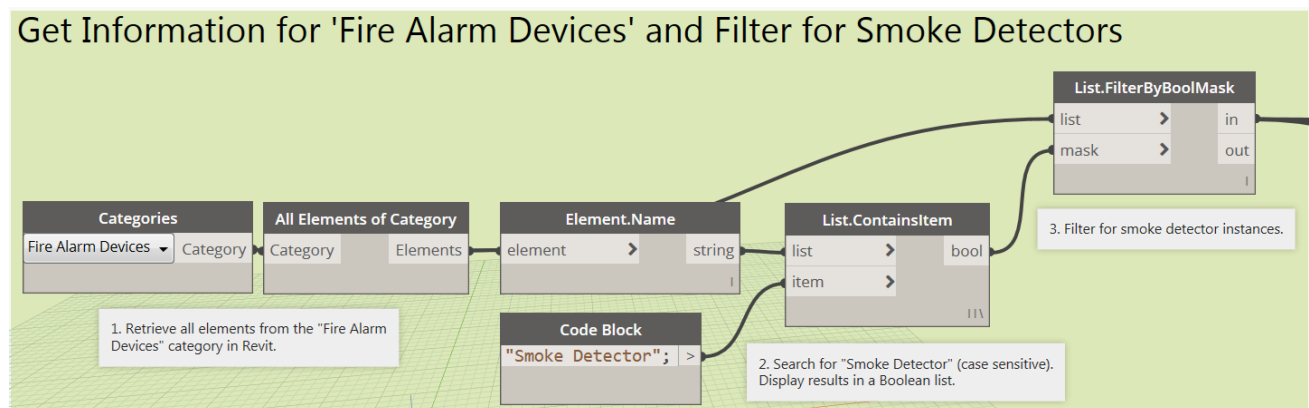 Get Information for 'Fire Alarm Devices' and Filter for Smoke Detectors
List.FilterByBoolMask
list > in
mask > out
Categories
Fire Alarm Devices Category
1. Retrieve all elements from the "Fire Alarm
Devices" category in Revit.
All Elements of Category
Category Elements
Element.Name
element > string
Code Block
"Smoke Detector"; >
List.ContainsItem
list > bool
item >
2. Search for "Smoke Detector" (case sensitive).
Display results in a Boolean list.
3. Filter for smoke detector instances.